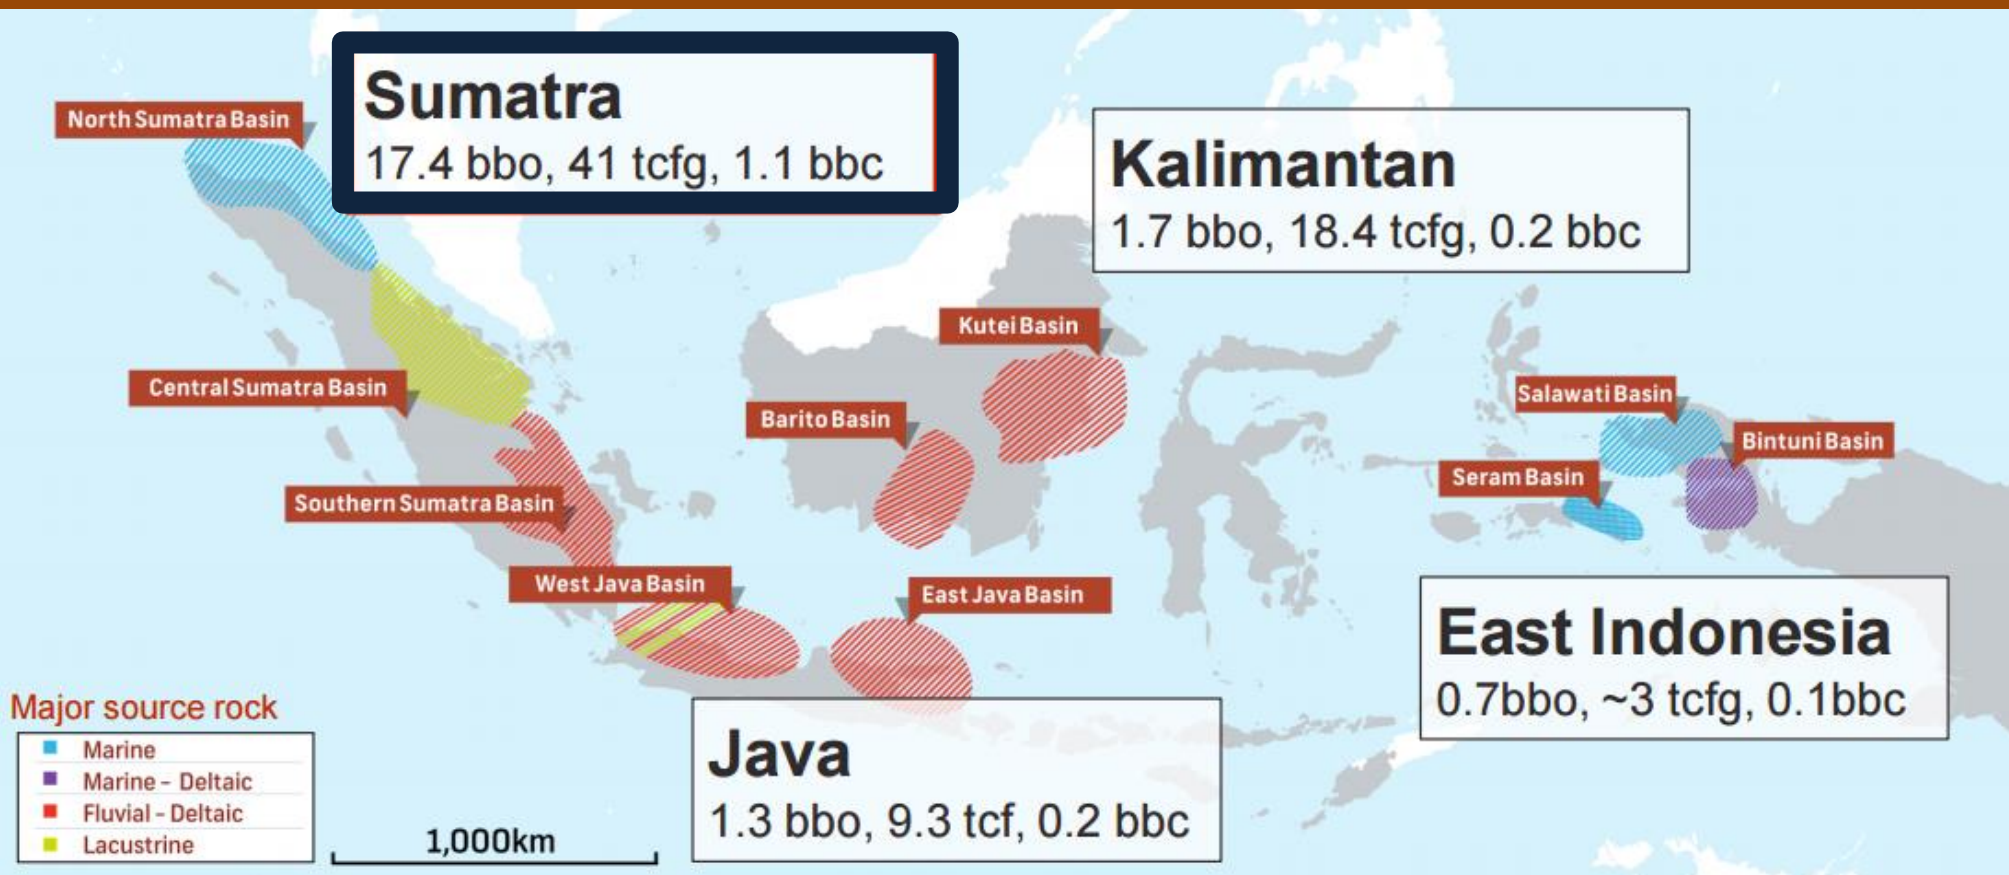 Sumatra
17.4 bbo, 41 tcfg, 1.1 bbc
North Sumatra Basin
Kalimantan
1.7 bbo, 18.4 tcfg, 0.2 bbc
Kutei Basin
Central Sumatra Basin
Barito Basin
Salawati Basin
Bintuni Basin
Seram Basin
Southern Sumatra Basin
West Java Basin
East Java Basin
East Indonesia
0.7bbo, ~3 tcfg, 0.1bbc
Java
1.3 bbo, 9.3 tcf, 0.2 bbc
Major source rock
Marine
Marine - Deltaic
Fluvial - Deltaic
Lacustrine
1,000km